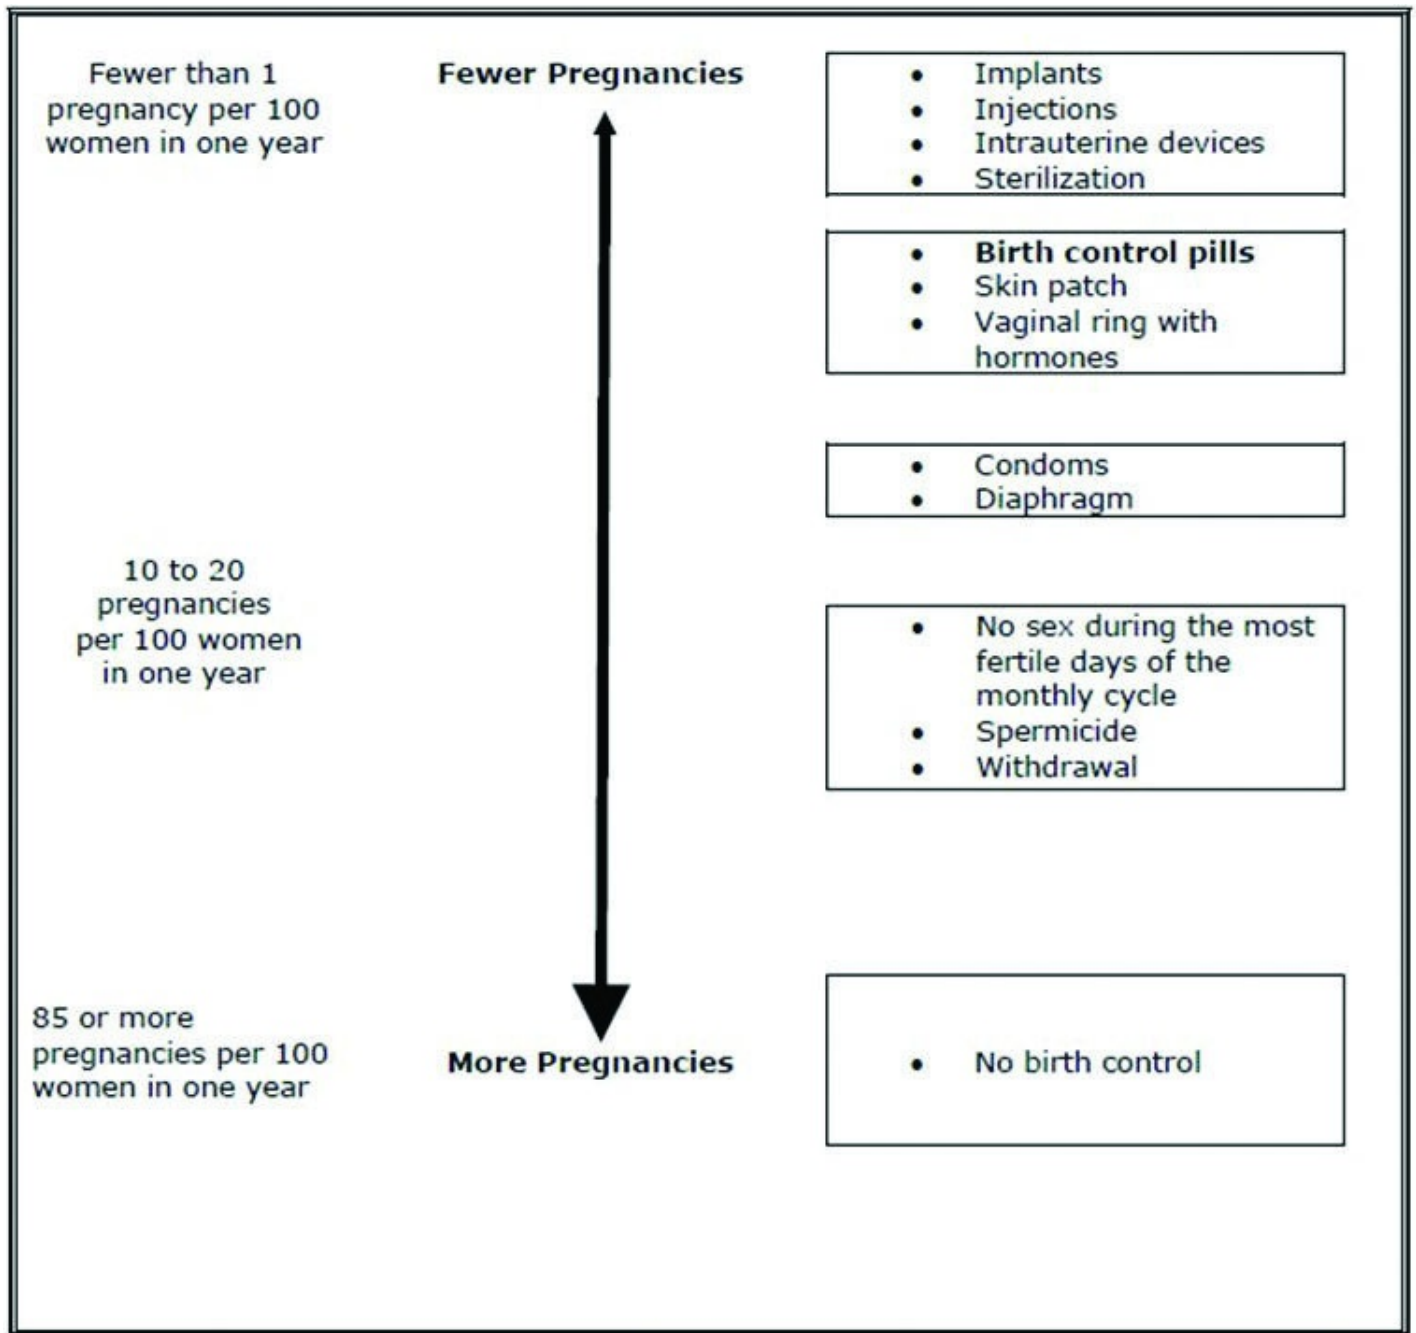 Fewer than 1
pregnancy per 100
women in one year
Fewer Pregnancies
• Implants
• Injections
• Intrauterine devices
• Sterilization
• Birth control pills
• Skin patch
• Vaginal ring with
hormones
• Condoms
• Diaphragm
10 to 20
pregnancies
per 100 women
in one year
• No sex during the most
fertile days of the
monthly cycle
• Spermicide
• Withdrawal
85 or more
pregnancies per 100
women in one year
More Pregnancies
• No birth control